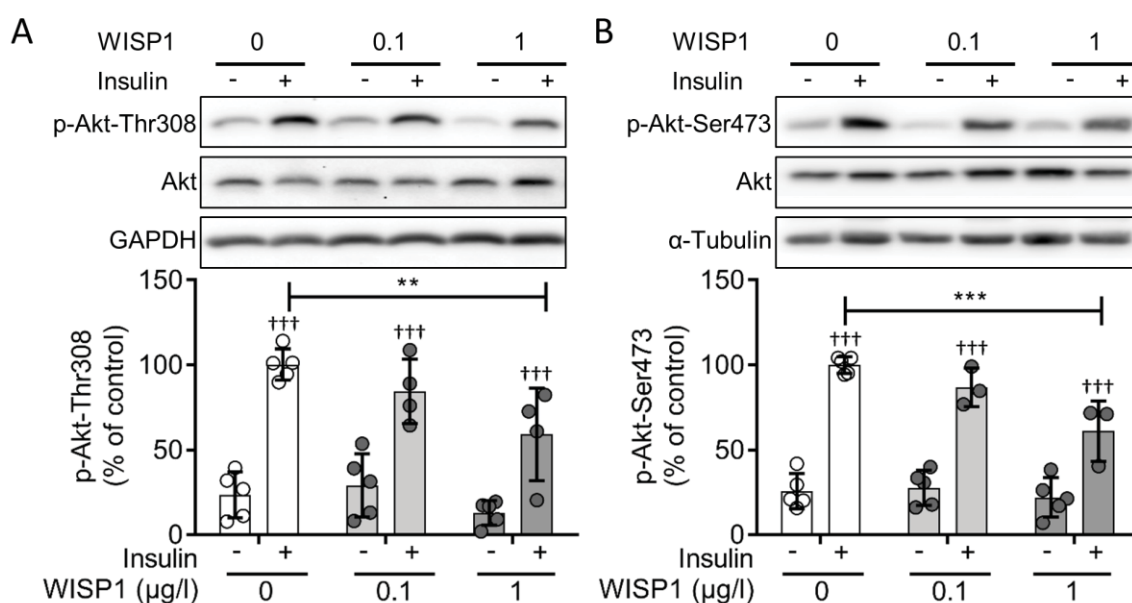 A
WISP1 0 0.1 1
Insulin - + - + - +
p-Akt-Thr308
Akt
GAPDH
150
100
50
0
p-Akt-Thr308
(% of control)
**
††† ††† †††
Insulin - + - + - +
WISP1 (µg/l) 0 0.1 1
B
WISP1 0 0.1 1
Insulin - + - + - +
p-Akt-Ser473
Akt
α-Tubulin
150
100
50
0
p-Akt-Ser473
(% of control)
***
††† ††† †††
Insulin - + - + - +
WISP1 (µg/l) 0 0.1 1